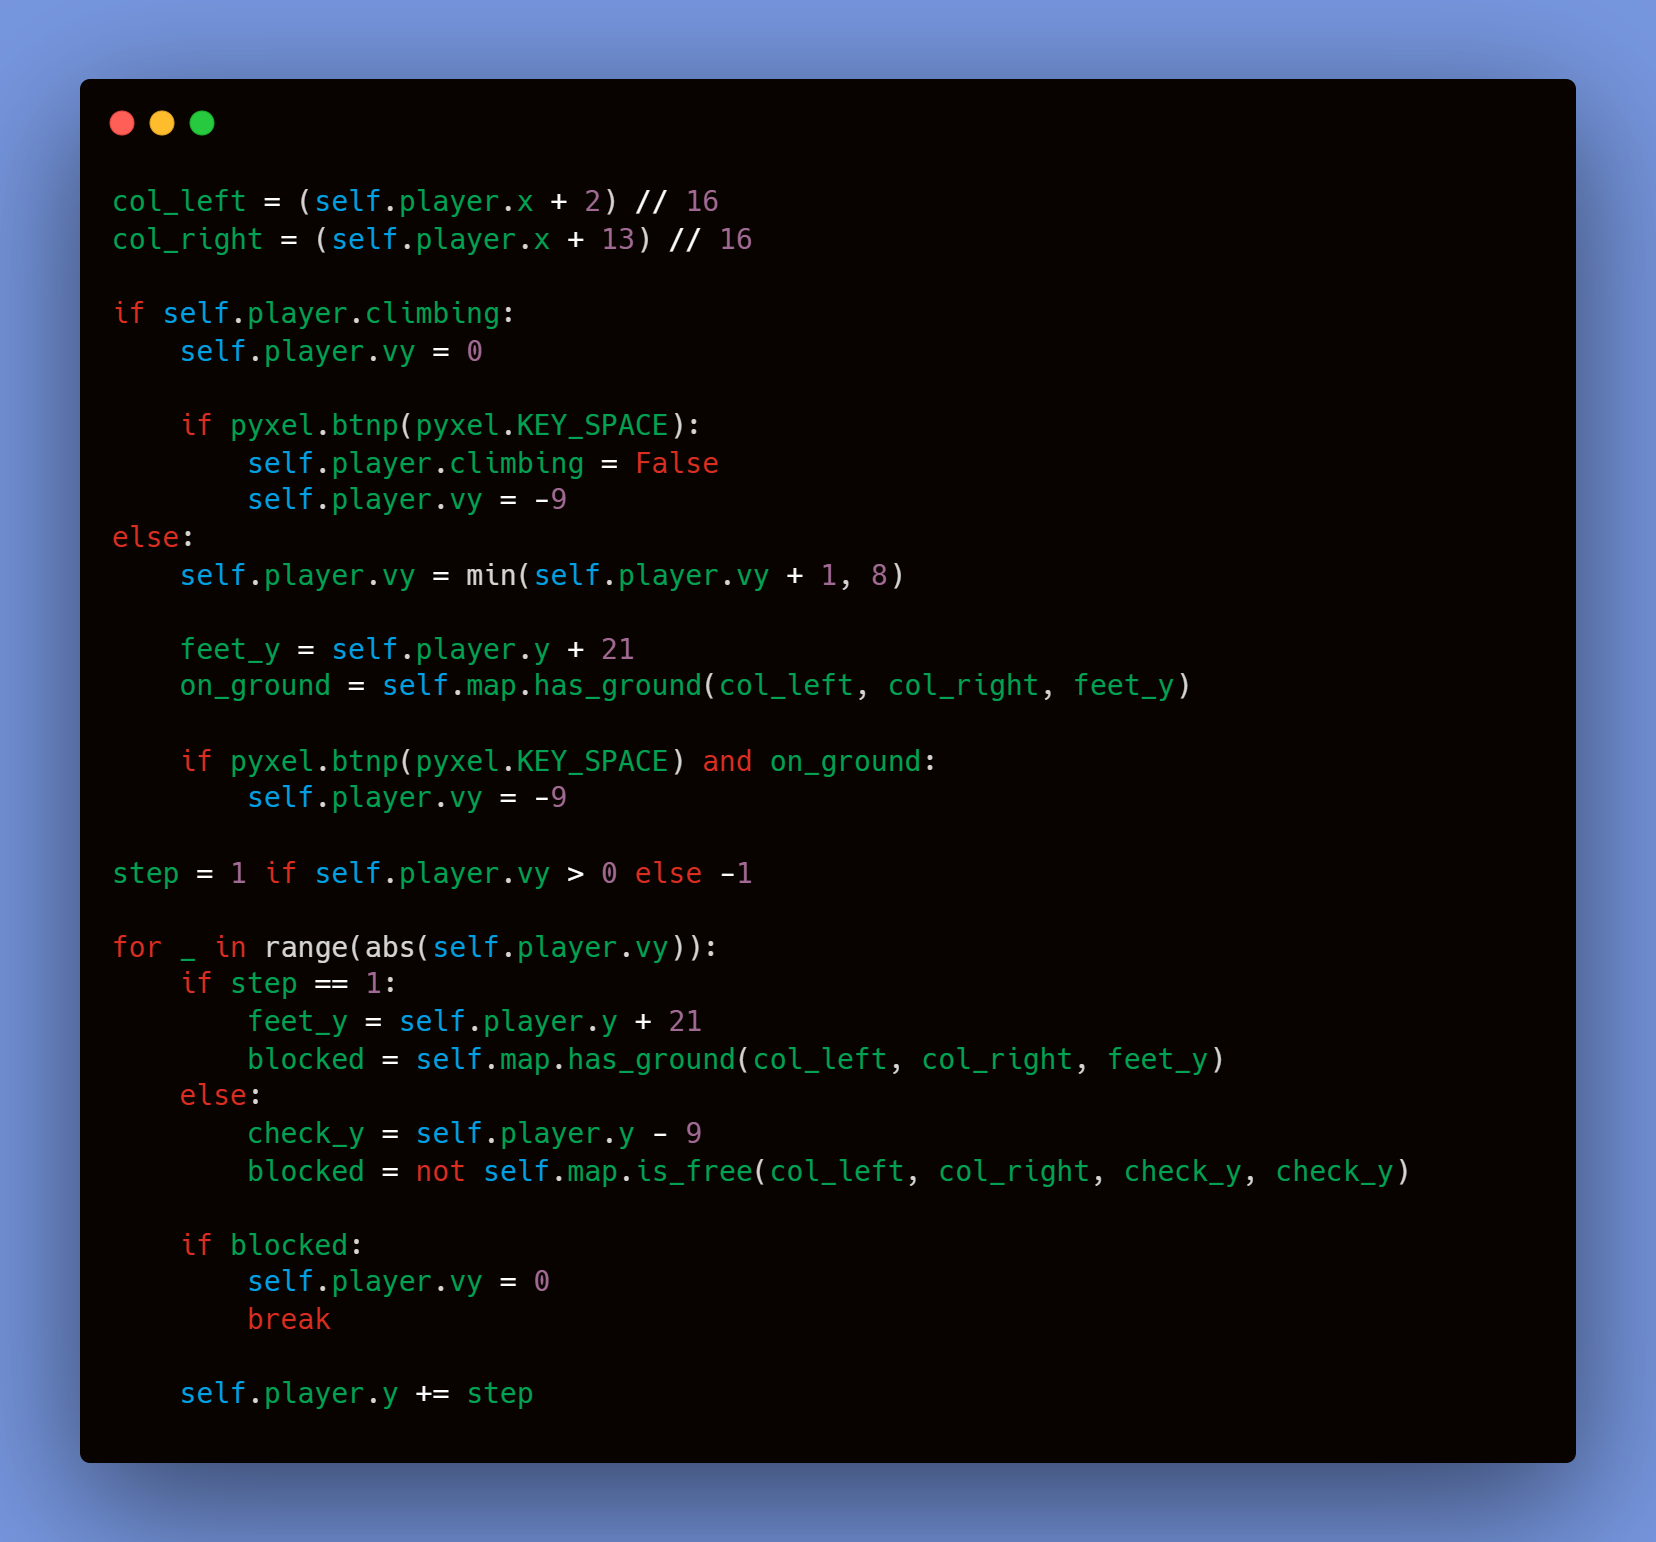 col_left = (self.player.x + 2) // 16
col_right = (self.player.x + 13) // 16

if self.player.climbing:
    self.player.vy = 0

    if pyxel.btnp(pyxel.KEY_SPACE):
        self.player.climbing = False
        self.player.vy = -9
else:
    self.player.vy = min(self.player.vy + 1, 8)

    feet_y = self.player.y + 21
    on_ground = self.map.has_ground(col_left, col_right, feet_y)

    if pyxel.btnp(pyxel.KEY_SPACE) and on_ground:
        self.player.vy = -9

step = 1 if self.player.vy > 0 else -1

for _ in range(abs(self.player.vy)):
    if step == 1:
        feet_y = self.player.y + 21
        blocked = self.map.has_ground(col_left, col_right, feet_y)
    else:
        check_y = self.player.y - 9
        blocked = not self.map.is_free(col_left, col_right, check_y, check_y)

    if blocked:
        self.player.vy = 0
        break

    self.player.y += step